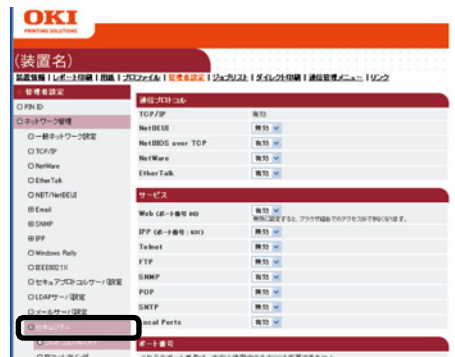 OKI
PRINTING SOLUTIONS
(装置名)
装置情報 | レポート印刷 | 用紙 | プロファイル | 管理者設定 | ジョブリスト | ダイレクト印刷 | 通信管理メニュー | リンク
管理者設定
PIN ID
ネットワーク管理
一般ネットワーク設定
TCP/IP
NetWare
EtherTalk
NBT/NetBEUI
Email
SNMP
IPP
Windows Rally
IEEE802.1X
セキュアプロトコルサーバ設定
LDAPサーバ設定
メールサーバ設定
セキュリティ
通信プロトコル
TCP/IP 有効
NetBEUI 無効
NetBIOS over TCP 有効
NetWare 無効
EtherTalk 有効
サービス
Web (ポート番号 80) 有効
無効に設定すると、ブラウザ経由でのアクセスができなくなります。
IPP (ポート番号 : 631) 無効
Telnet 無効
FTP 無効
SNMP 有効
POP 無効
SNTP 無効
Local Ports 有効
ポート番号